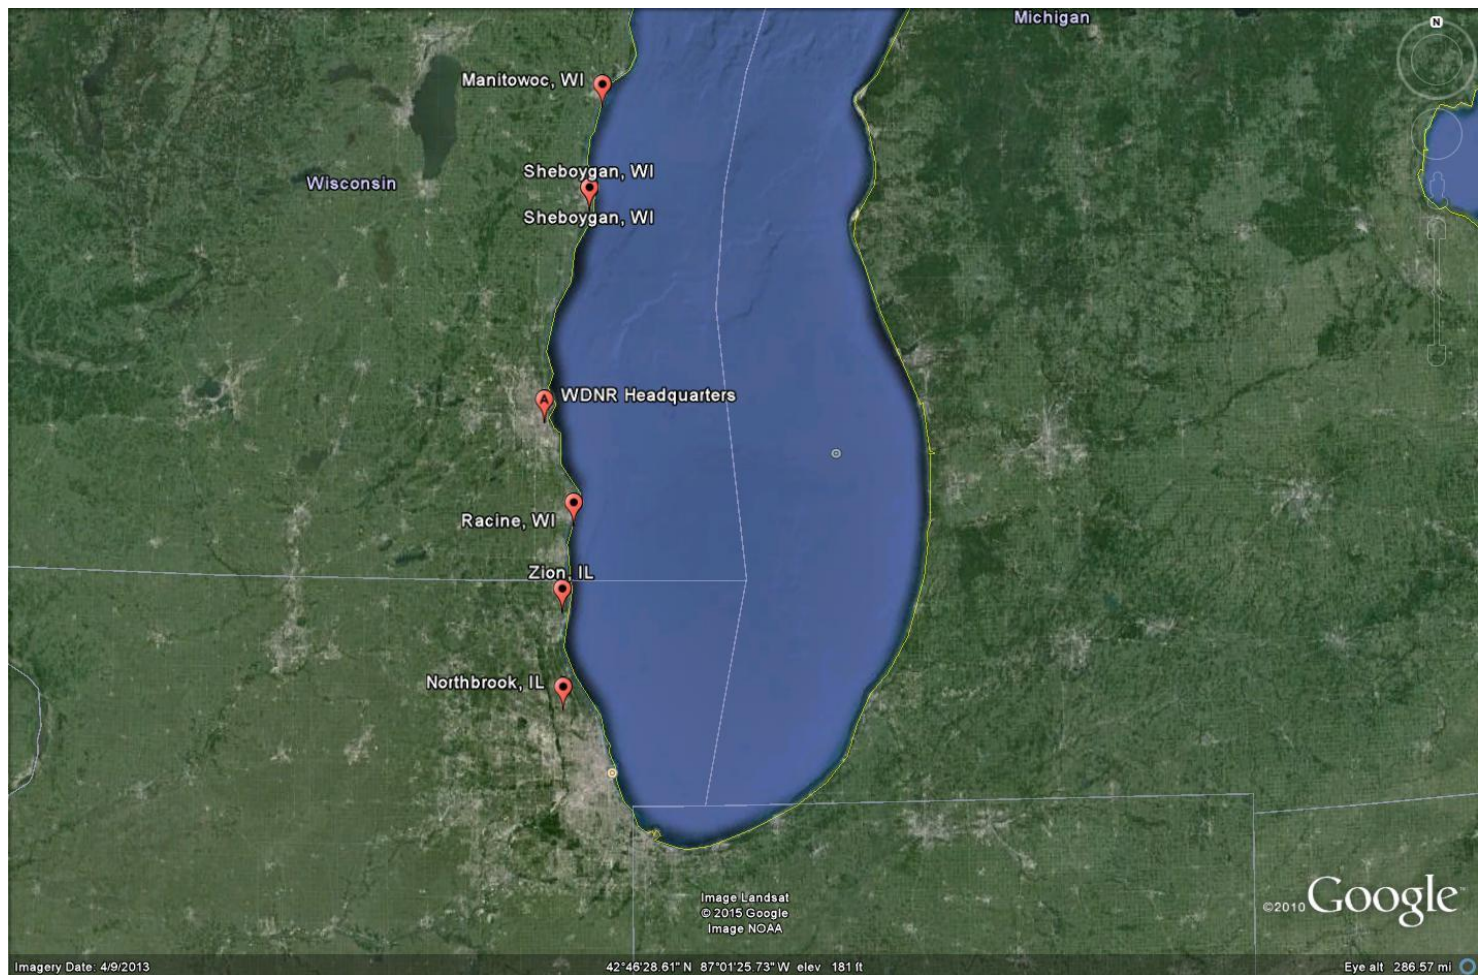 Michigan
N
Manitowoc, WI
Sheboygan, WI
Wisconsin
Sheboygan, WI
A WDNR Headquarters
Racine, WI
Zion, IL
Northbrook, IL
Image Landsat
© 2015 Google
Image NOAA
©2010 Google
Imagery Date: 4/9/2013 42°46'28.61" N 87°01'25.73" W elev 181 ft Eye alt 286.57 mi